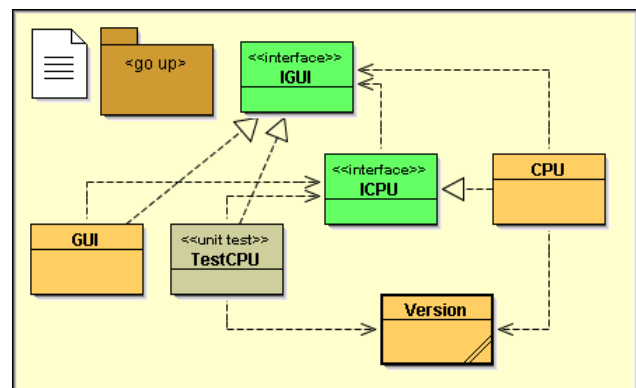 <go up>
<<interface>>
IGUI
<<interface>>
ICPU
CPU
GUI
<<unit test>>
TestCPU
Version